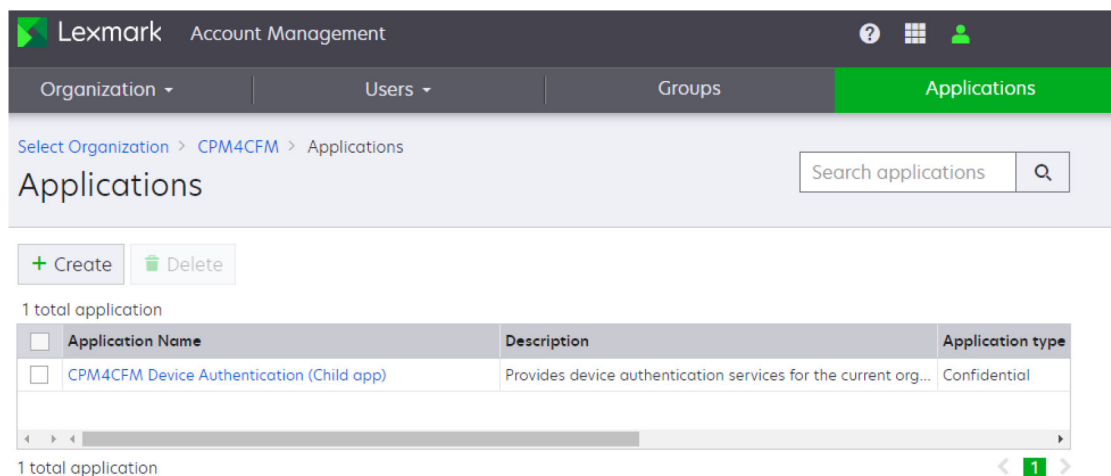 Lexmark Account Management
Organization Users Groups Applications
Select Organization > CPM4CFM > Applications
Applications
Search applications
+ Create Delete
1 total application
Application Name Description Application type
CPM4CFM Device Authentication (Child app) Provides device authentication services for the current org... Confidential
1 total application
< 1 >